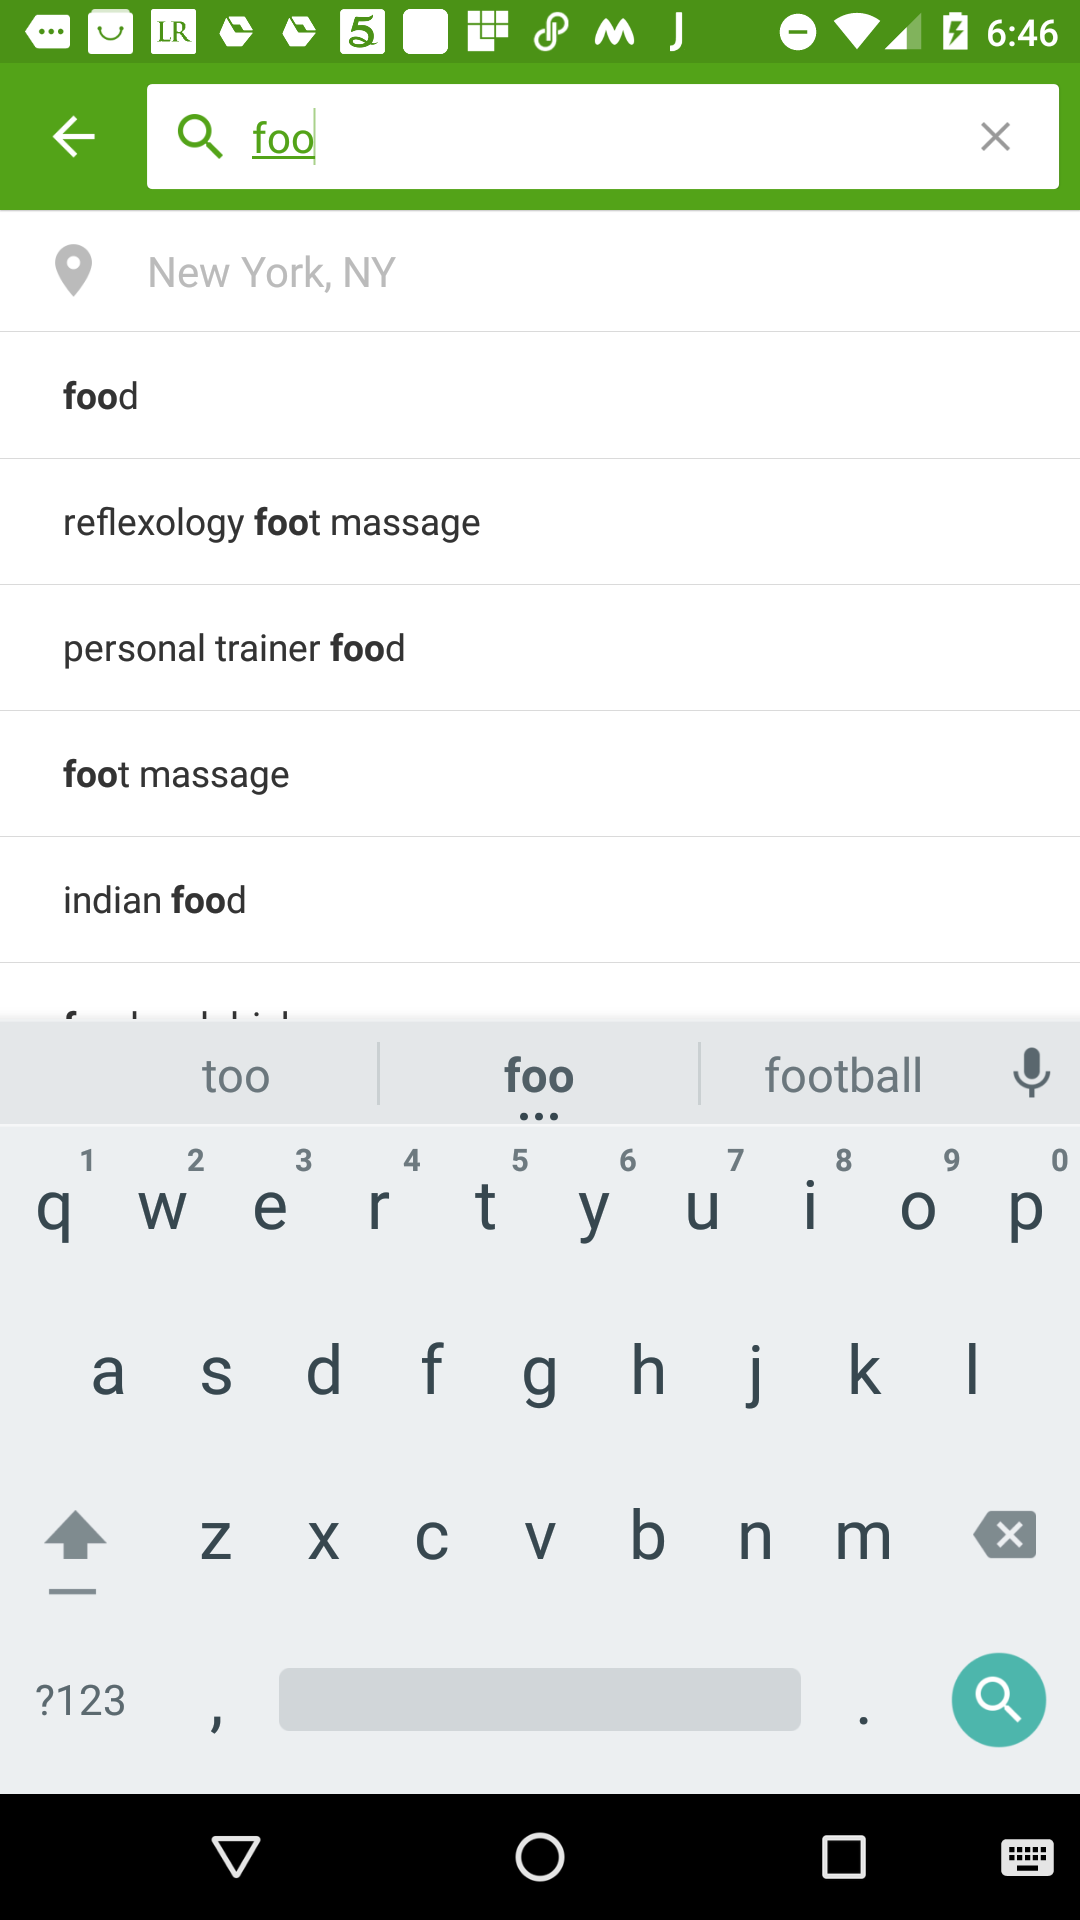 LR 5 J 6:46
foo
New York, NY
food
reflexology foot massage
personal trainer food
foot massage
indian food
too foo football
1 2 3 4 5 6 7 8 9 0
q w e r t y u i o p
a s d f g h j k l
z x c v b n m
?123 , .